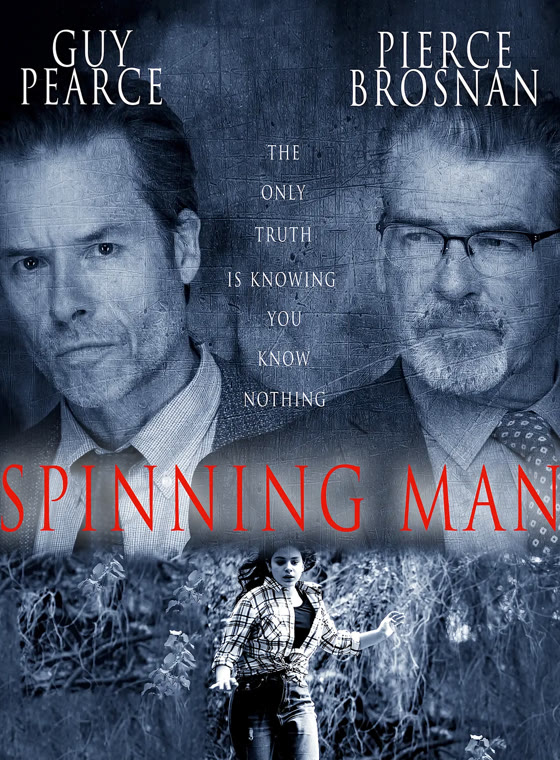 GUY
PEARCE
PIERCE
BROSNAN
THE
ONLY
TRUTH
IS KNOWING
YOU
KNOW
NOTHING
SPINNING MAN